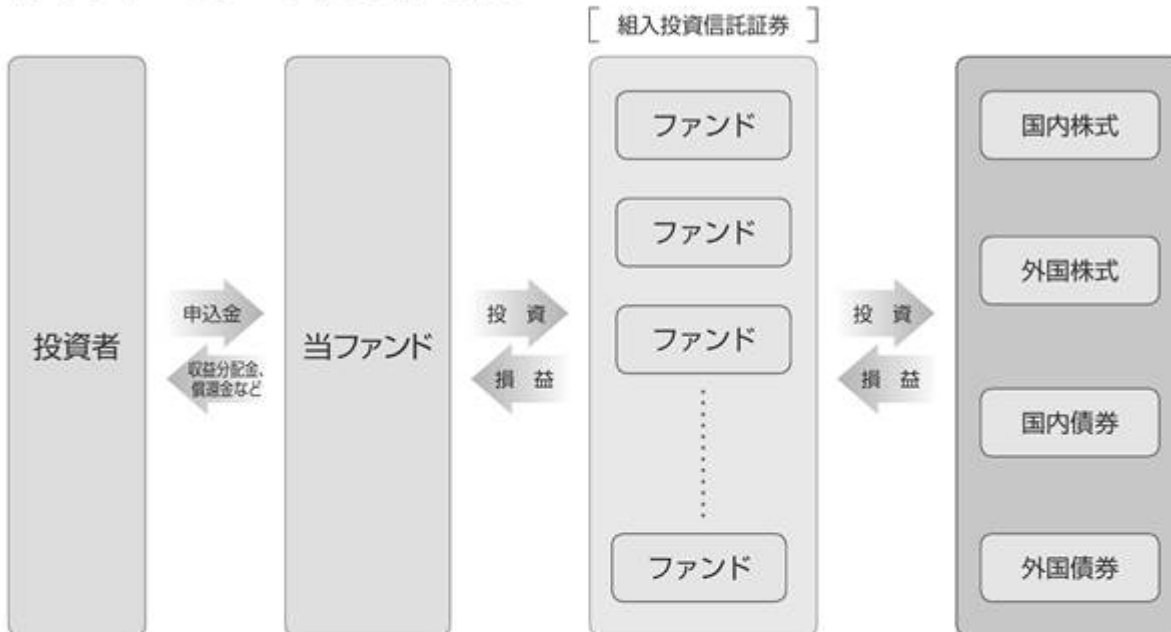 [ 組入投資信託証券 ]
投資者
申込金
収益分配金、
償還金など
当ファンド
投 資
損 益
ファンド
ファンド
ファンド
ファンド
投 資
損 益
国内株式
外国株式
国内債券
外国債券